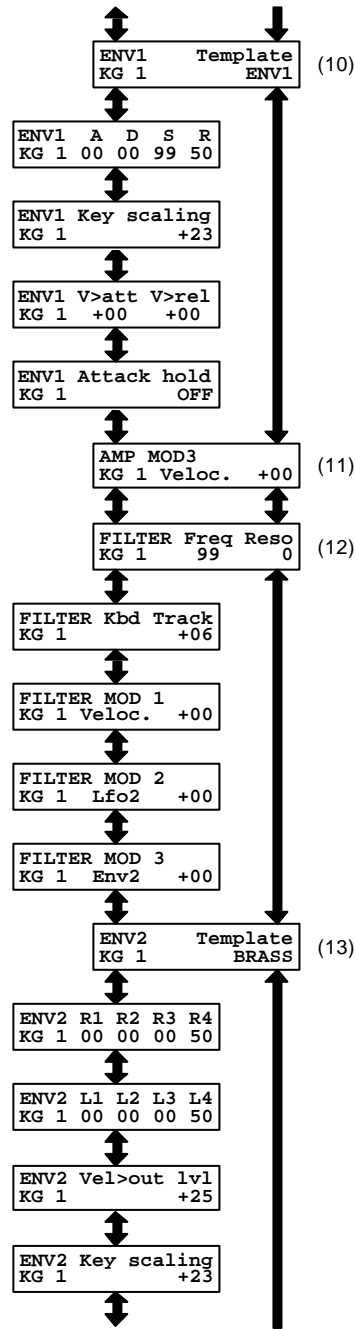 ENV1 Template
KG 1 ENV1
(10)
ENV1 A D S R
KG 1 00 00 99 50
ENV1 Key scaling
KG 1 +23
ENV1 V>att V>rel
KG 1 +00 +00
ENV1 Attack hold
KG 1 OFF
AMP MOD3
KG 1 Veloc. +00
(11)
FILTER Freq Reso
KG 1 99 0
(12)
FILTER Kbd Track
KG 1 +06
FILTER MOD 1
KG 1 Veloc. +00
FILTER MOD 2
KG 1 Lfo2 +00
FILTER MOD 3
KG 1 Env2 +00
ENV2 Template
KG 1 BRASS
(13)
ENV2 R1 R2 R3 R4
KG 1 00 00 00 50
ENV2 L1 L2 L3 L4
KG 1 00 00 00 50
ENV2 Vel>out lvl
KG 1 +25
ENV2 Key scaling
KG 1 +23